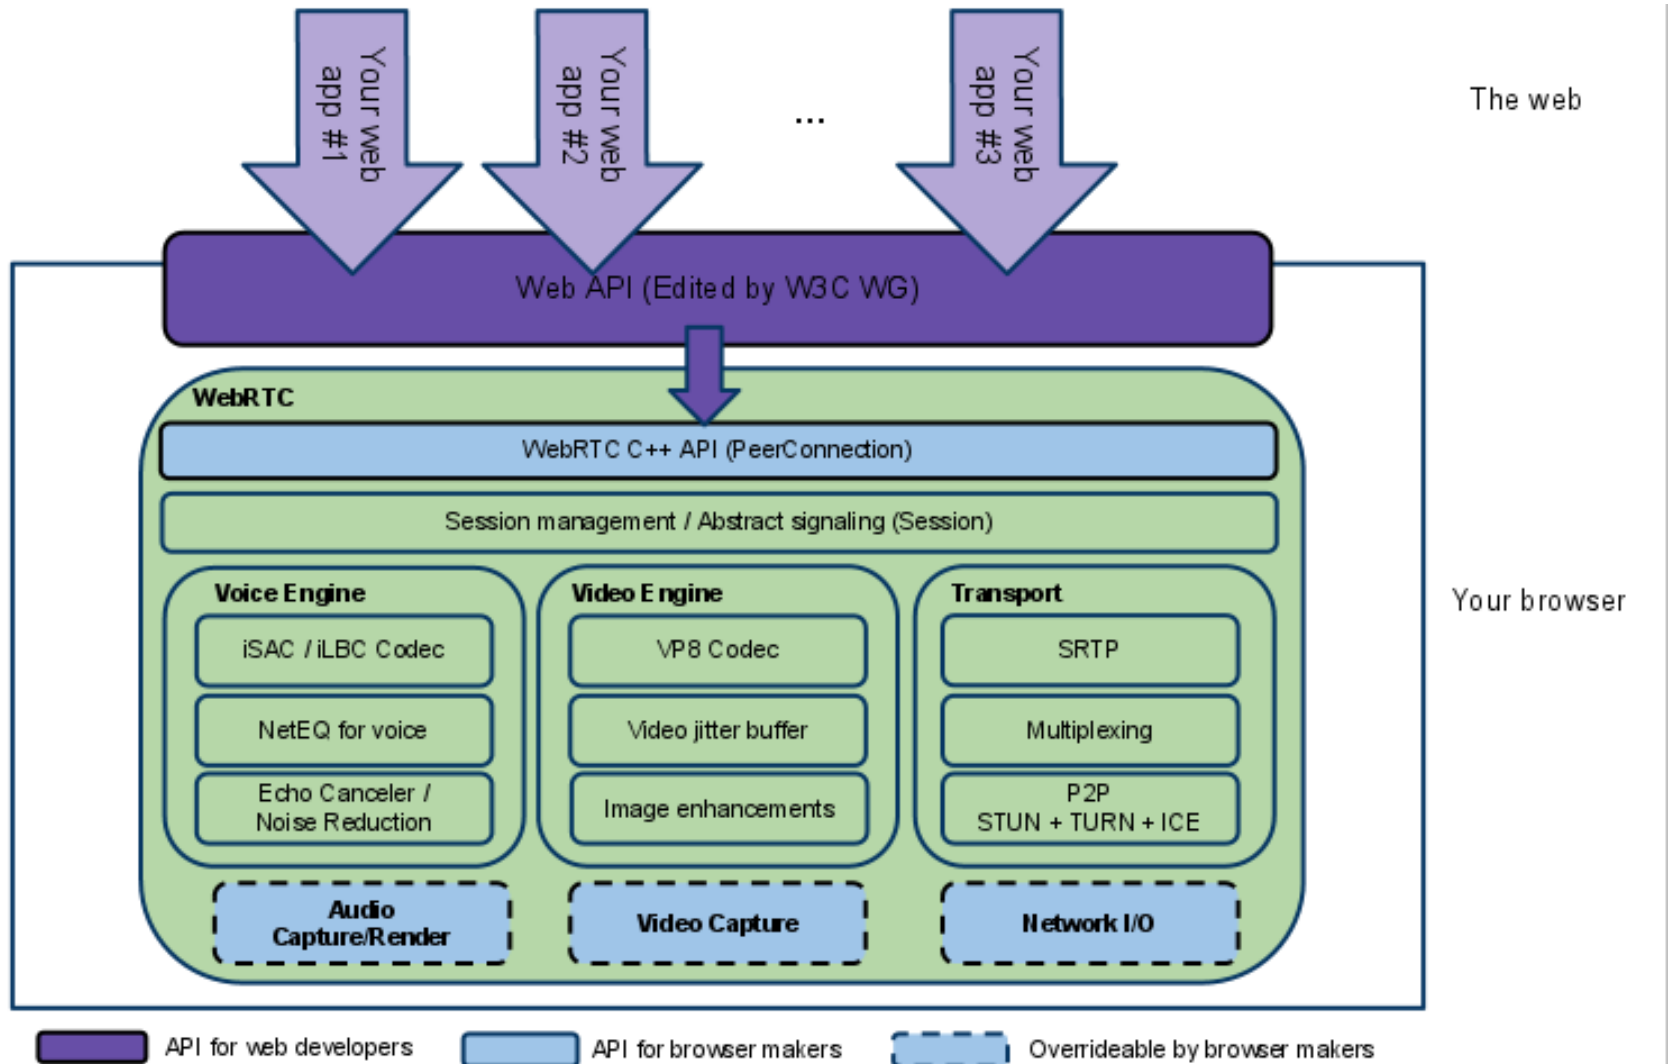 Your web
app #1
Your web
app #2
...
Your web
app #3
The web
Web API (Edited by W3C WG)
WebRTC
WebRTC C++ API (PeerConnection)
Session management / Abstract signaling (Session)
Voice Engine
iSAC / iLBC Codec
NetEQ for voice
Echo Canceler /
Noise Reduction
Video Engine
VP8 Codec
Video jitter buffer
Image enhancements
Transport
SRTP
Multiplexing
P2P
STUN + TURN + ICE
Your browser
Audio
Capture/Render
Video Capture
Network I/O
API for web developers
API for browser makers
Overrideable by browser makers